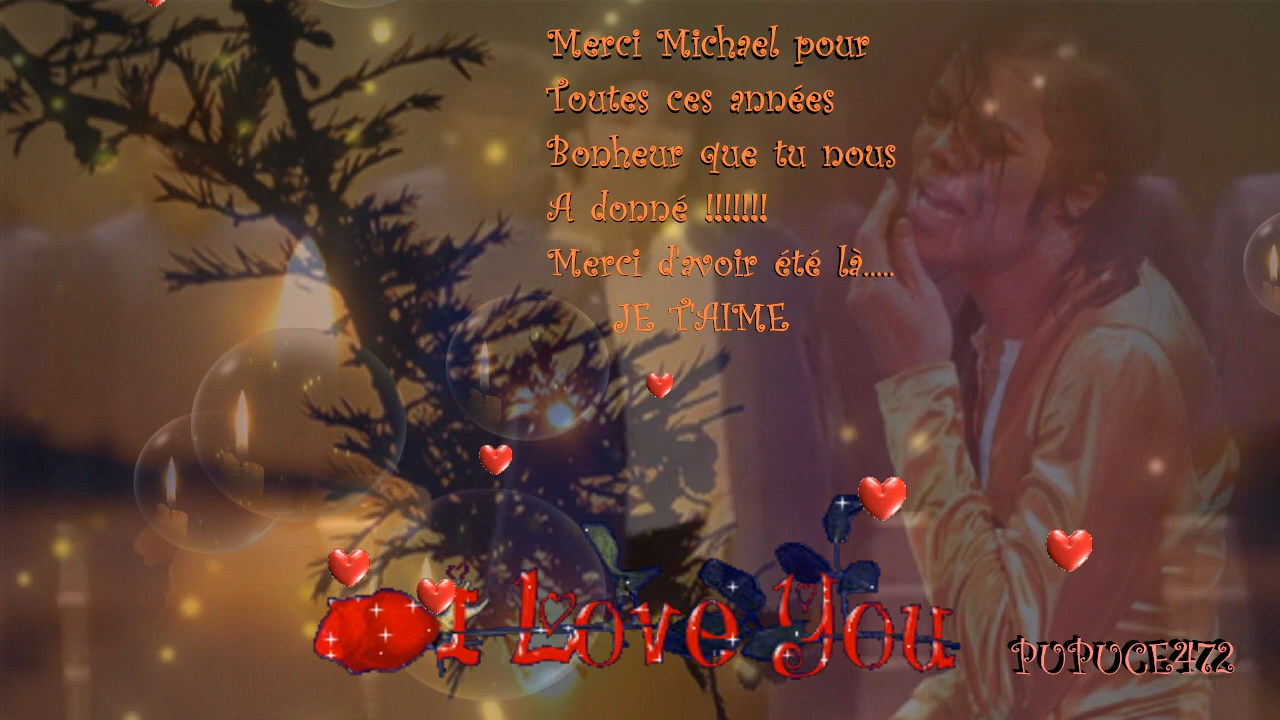 Merci Michael pour
Toutes ces années
Bonheur que tu nous
A donné !!!!!!!
Merci d'avoir été là.....
JE T'AIME
I Love You
PUPUCE472